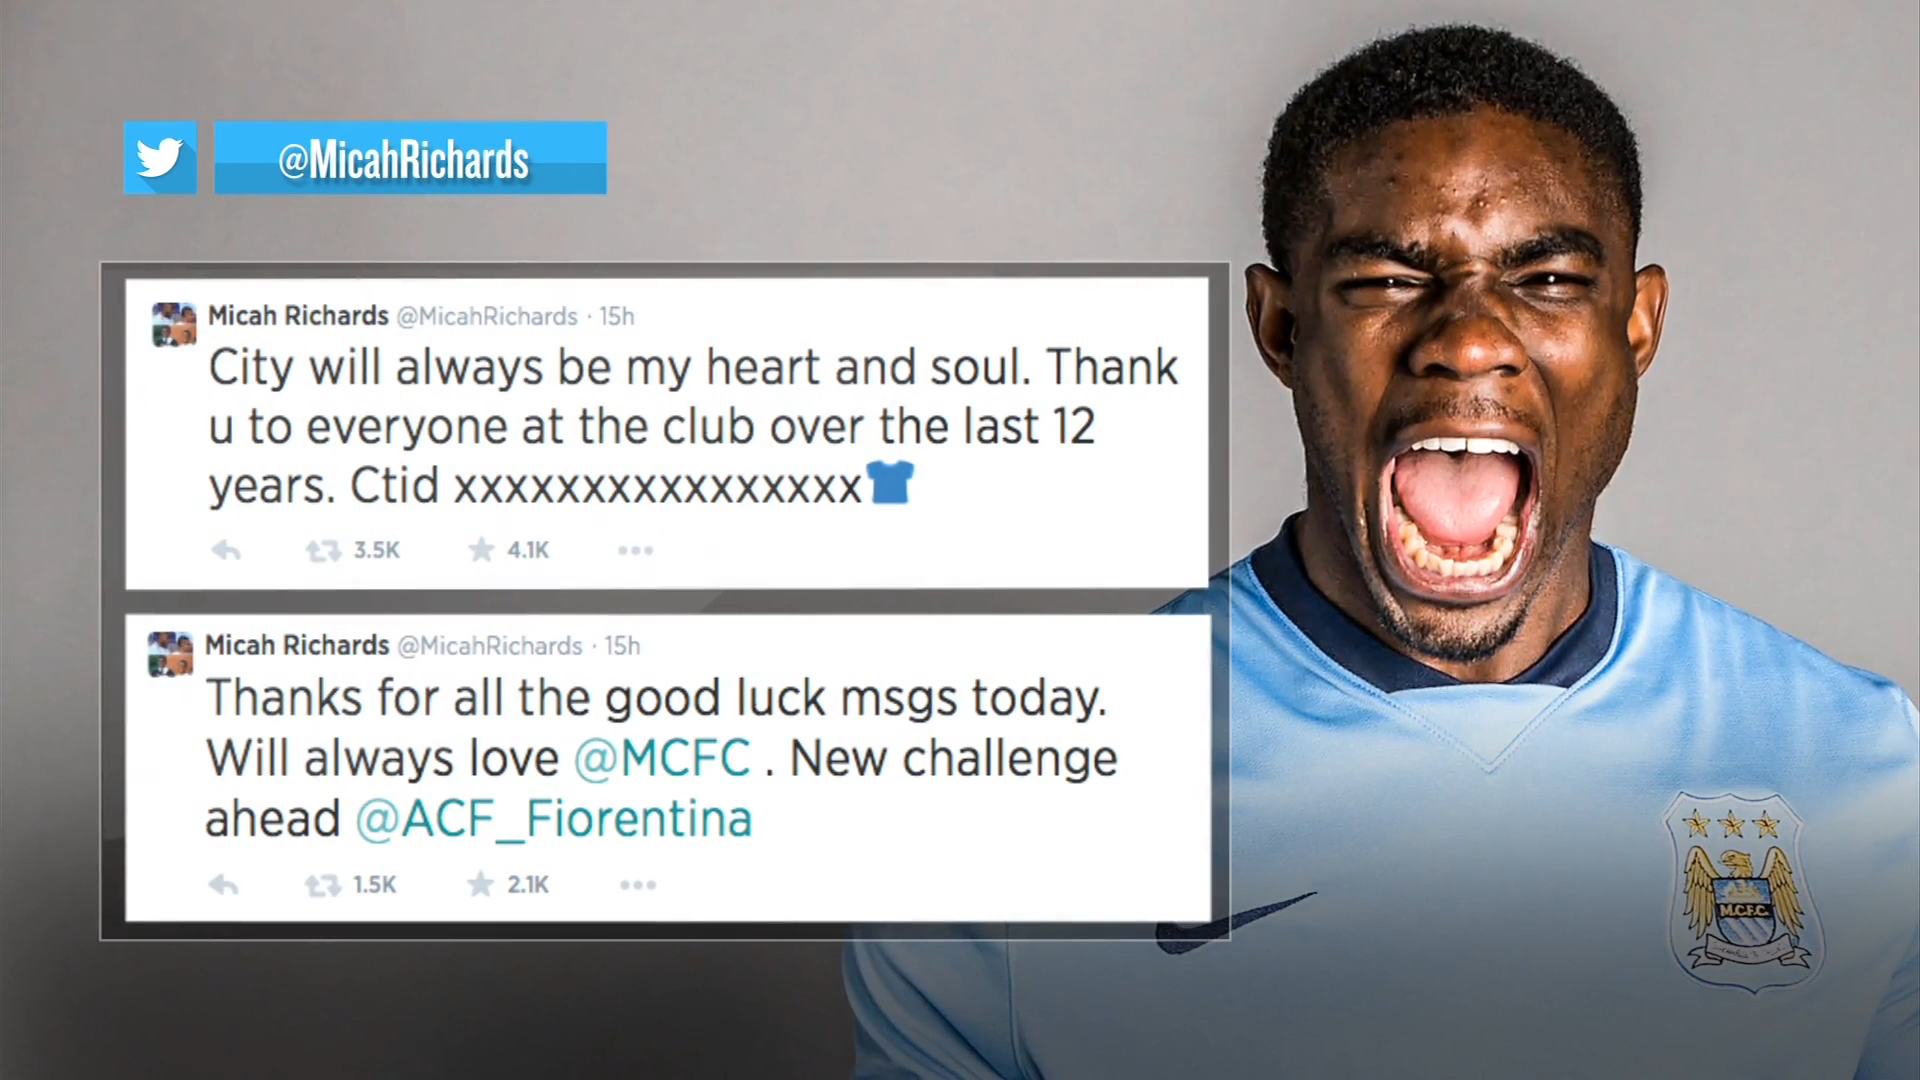 @MicahRichards
Micah Richards @MicahRichards · 15h
City will always be my heart and soul. Thank
u to everyone at the club over the last 12
years. Ctid xxxxxxxxxxxxxxxx
3.5K 4.1K
Micah Richards @MicahRichards · 15h
Thanks for all the good luck msgs today.
Will always love @MCFC . New challenge
ahead @ACF_Fiorentina
1.5K 2.1K
M.C.F.C.